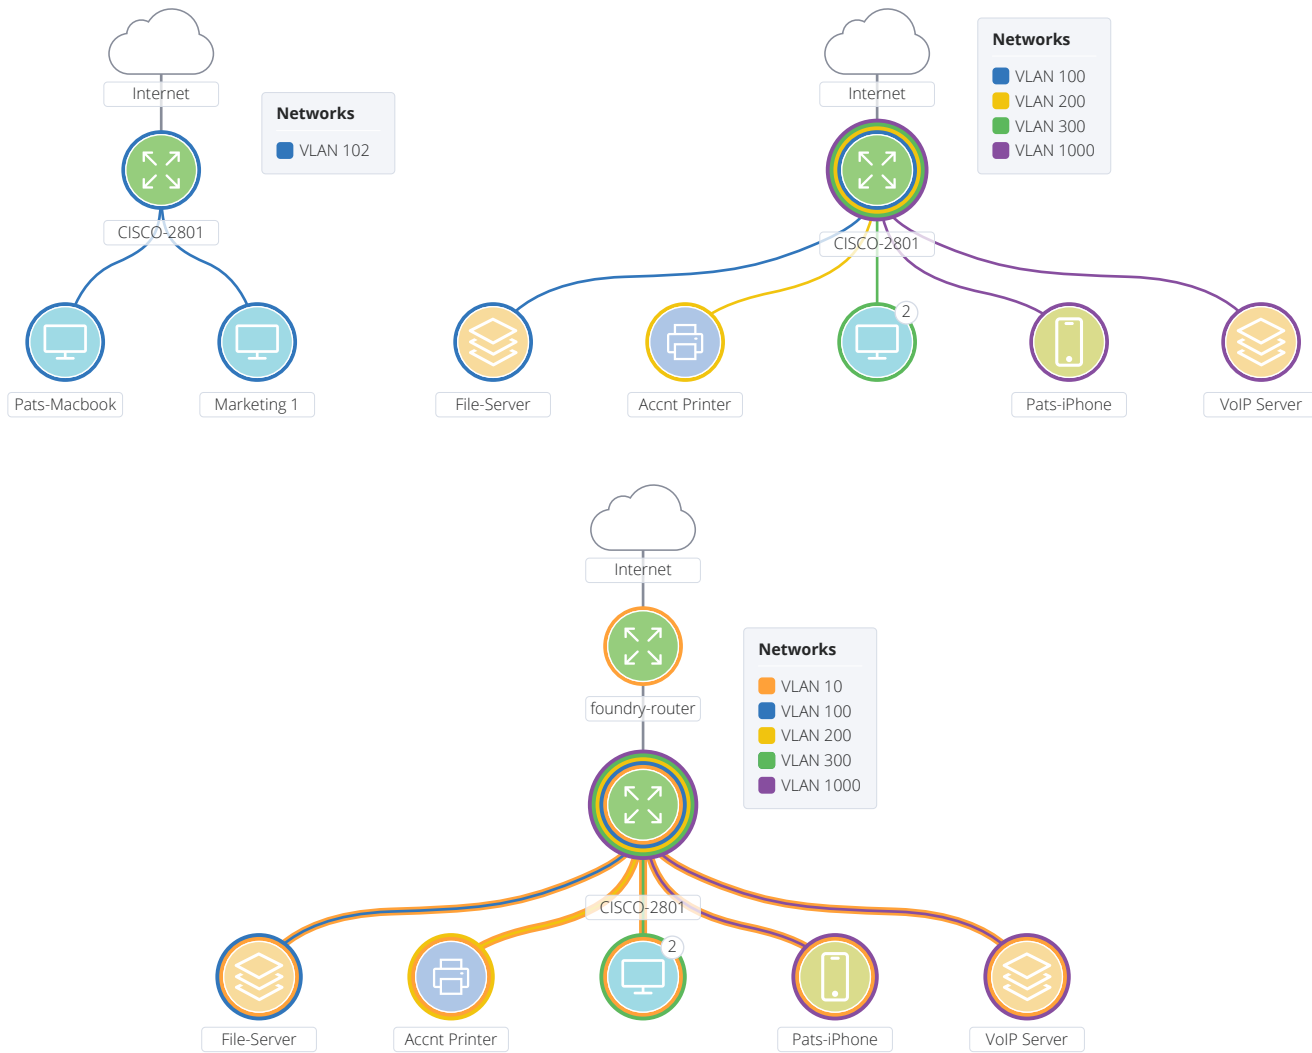 Internet
Networks
VLAN 102
CISCO-2801
Pats-Macbook
Marketing 1
Internet
Networks
VLAN 100
VLAN 200
VLAN 300
VLAN 1000
CISCO-2801
2
File-Server
Accnt Printer
Pats-iPhone
VoIP Server
Internet
foundry-router
Networks
VLAN 10
VLAN 100
VLAN 200
VLAN 300
VLAN 1000
CISCO-2801
2
File-Server
Accnt Printer
Pats-iPhone
VoIP Server